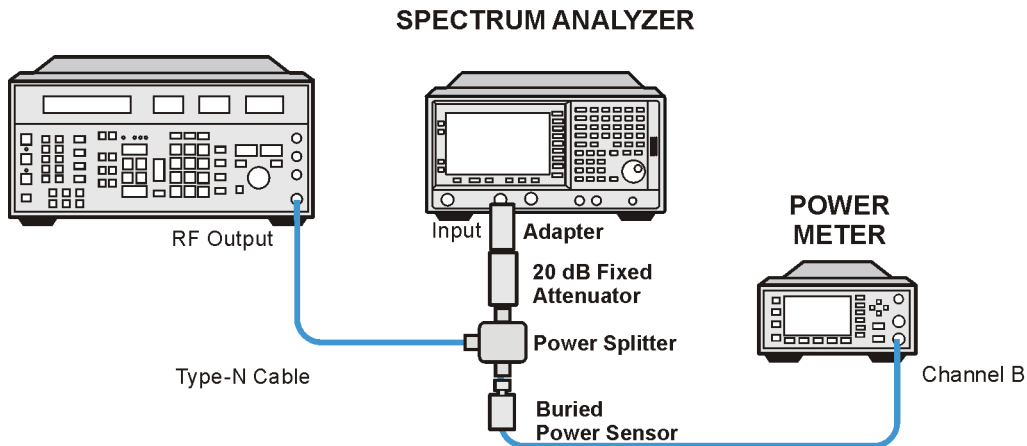 SPECTRUM ANALYZER
RF Output
Input
Adapter
POWER
METER
20 dB Fixed
Attenuator
Power Splitter
Type-N Cable
Channel B
Buried
Power Sensor